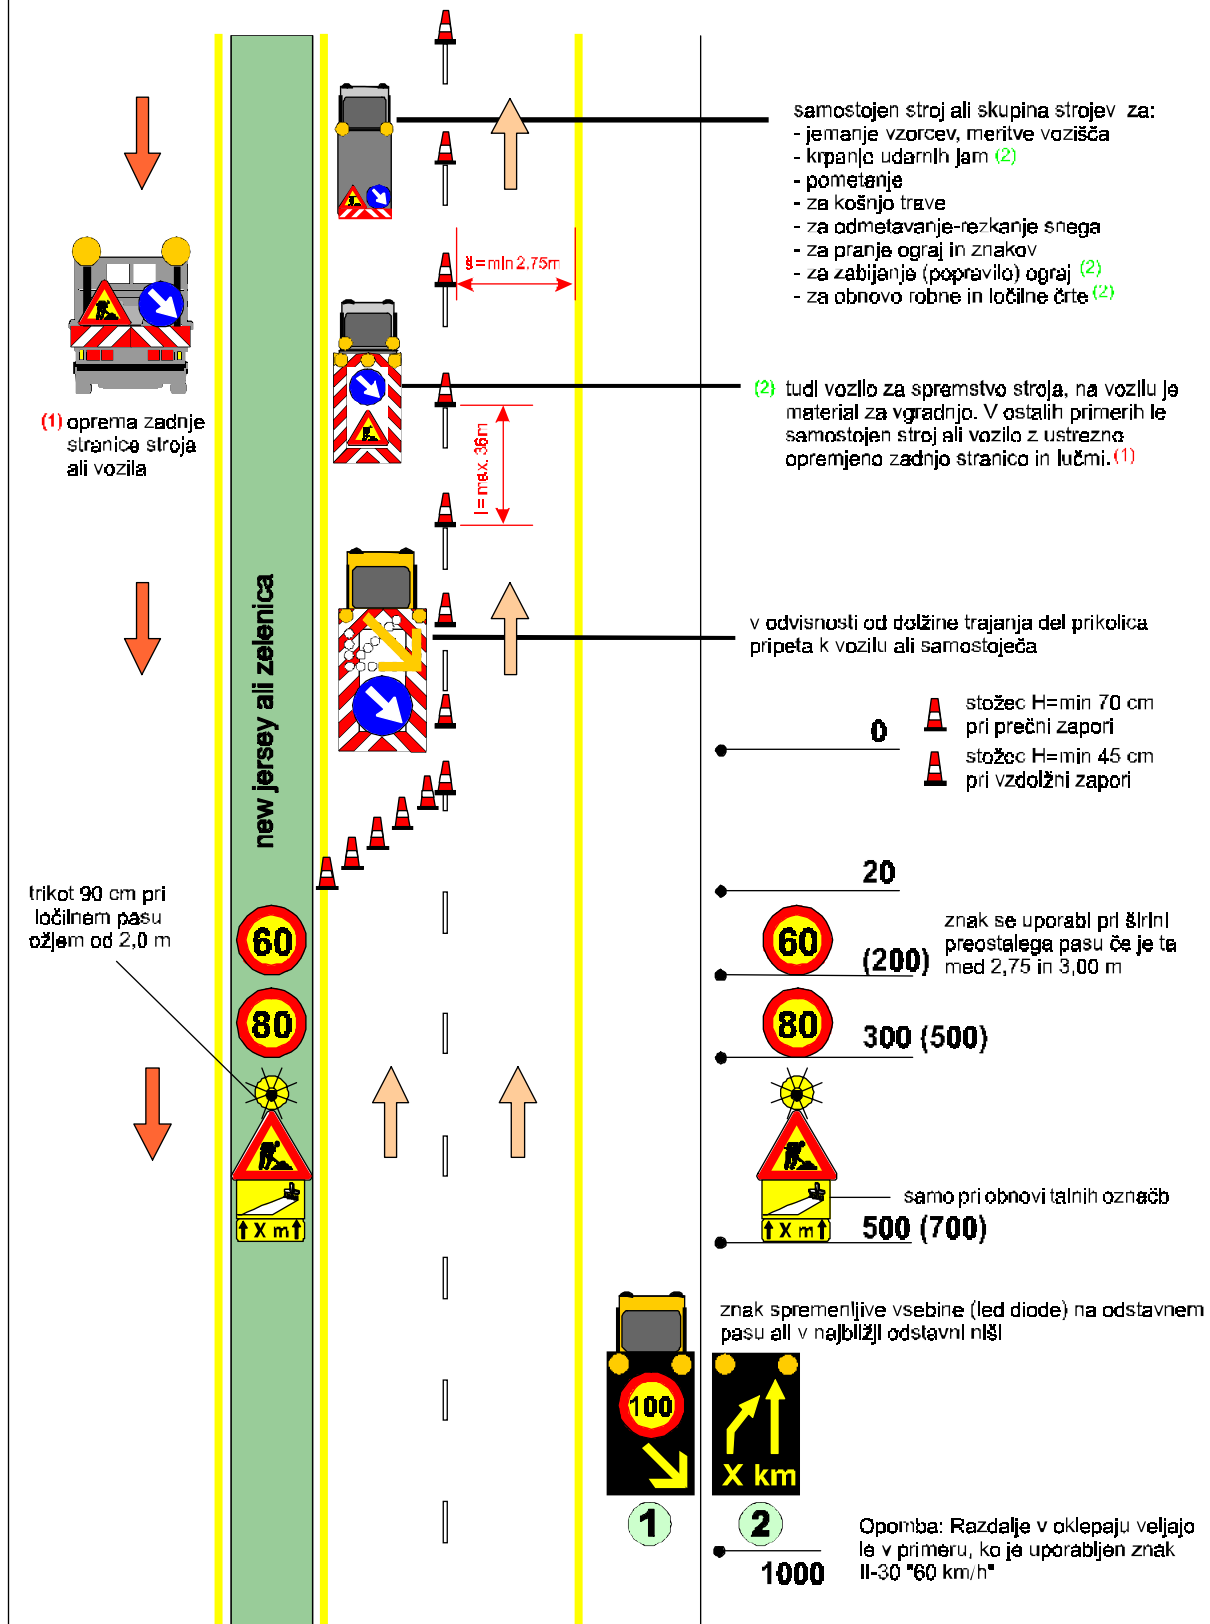 samostojen stroj ali skupina strojev za:
- jemanje vzorcev, meritve vozišča
- krpanje udarnih jam (2)
- pometanje
- za košnjo trave
- za odmetavanje-rezkanje snega
- za pranje ograj in znakov
- za zabijanje (popravilo) ograj (2)
- za obnovo robne in ločilne črte (2)
š = min 2.75m
(1) oprema zadnje
stranice stroja
ali vozila
(2) tudi vozilo za spremstvo stroja, na vozilu je
material za vgradnjo. V ostalih primerih le
samostojen stroj ali vozilo z ustrezno
opremjeno zadnjo stranico in lučmi. (1)
l = max. 36m
new jersey ali zelenica
v odvisnosti od dolžine trajanja del prikolica
pripeta k vozilu ali samostoječa
0
stožec H=min 70 cm
pri prečni zapori
stožec H=min 45 cm
pri vzdolžni zapori
20
trikot 90 cm pri
ločilnem pasu
ožjem od 2,0 m
60
60
(200)
znak se uporabi pri širini
preostalega pasu če je ta
med 2,75 in 3,00 m
80
80
300 (500)
samo pri obnovi talnih označb
X m
X m
500 (700)
znak spremenljive vsebine (led diode) na odstavnem
pasu ali v najbližji odstavni niši
100
X km
1
2
1000
Opomba: Razdalje v oklepaju veljajo
le v primeru, ko je uporabljen znak
II-30 "60 km/h"